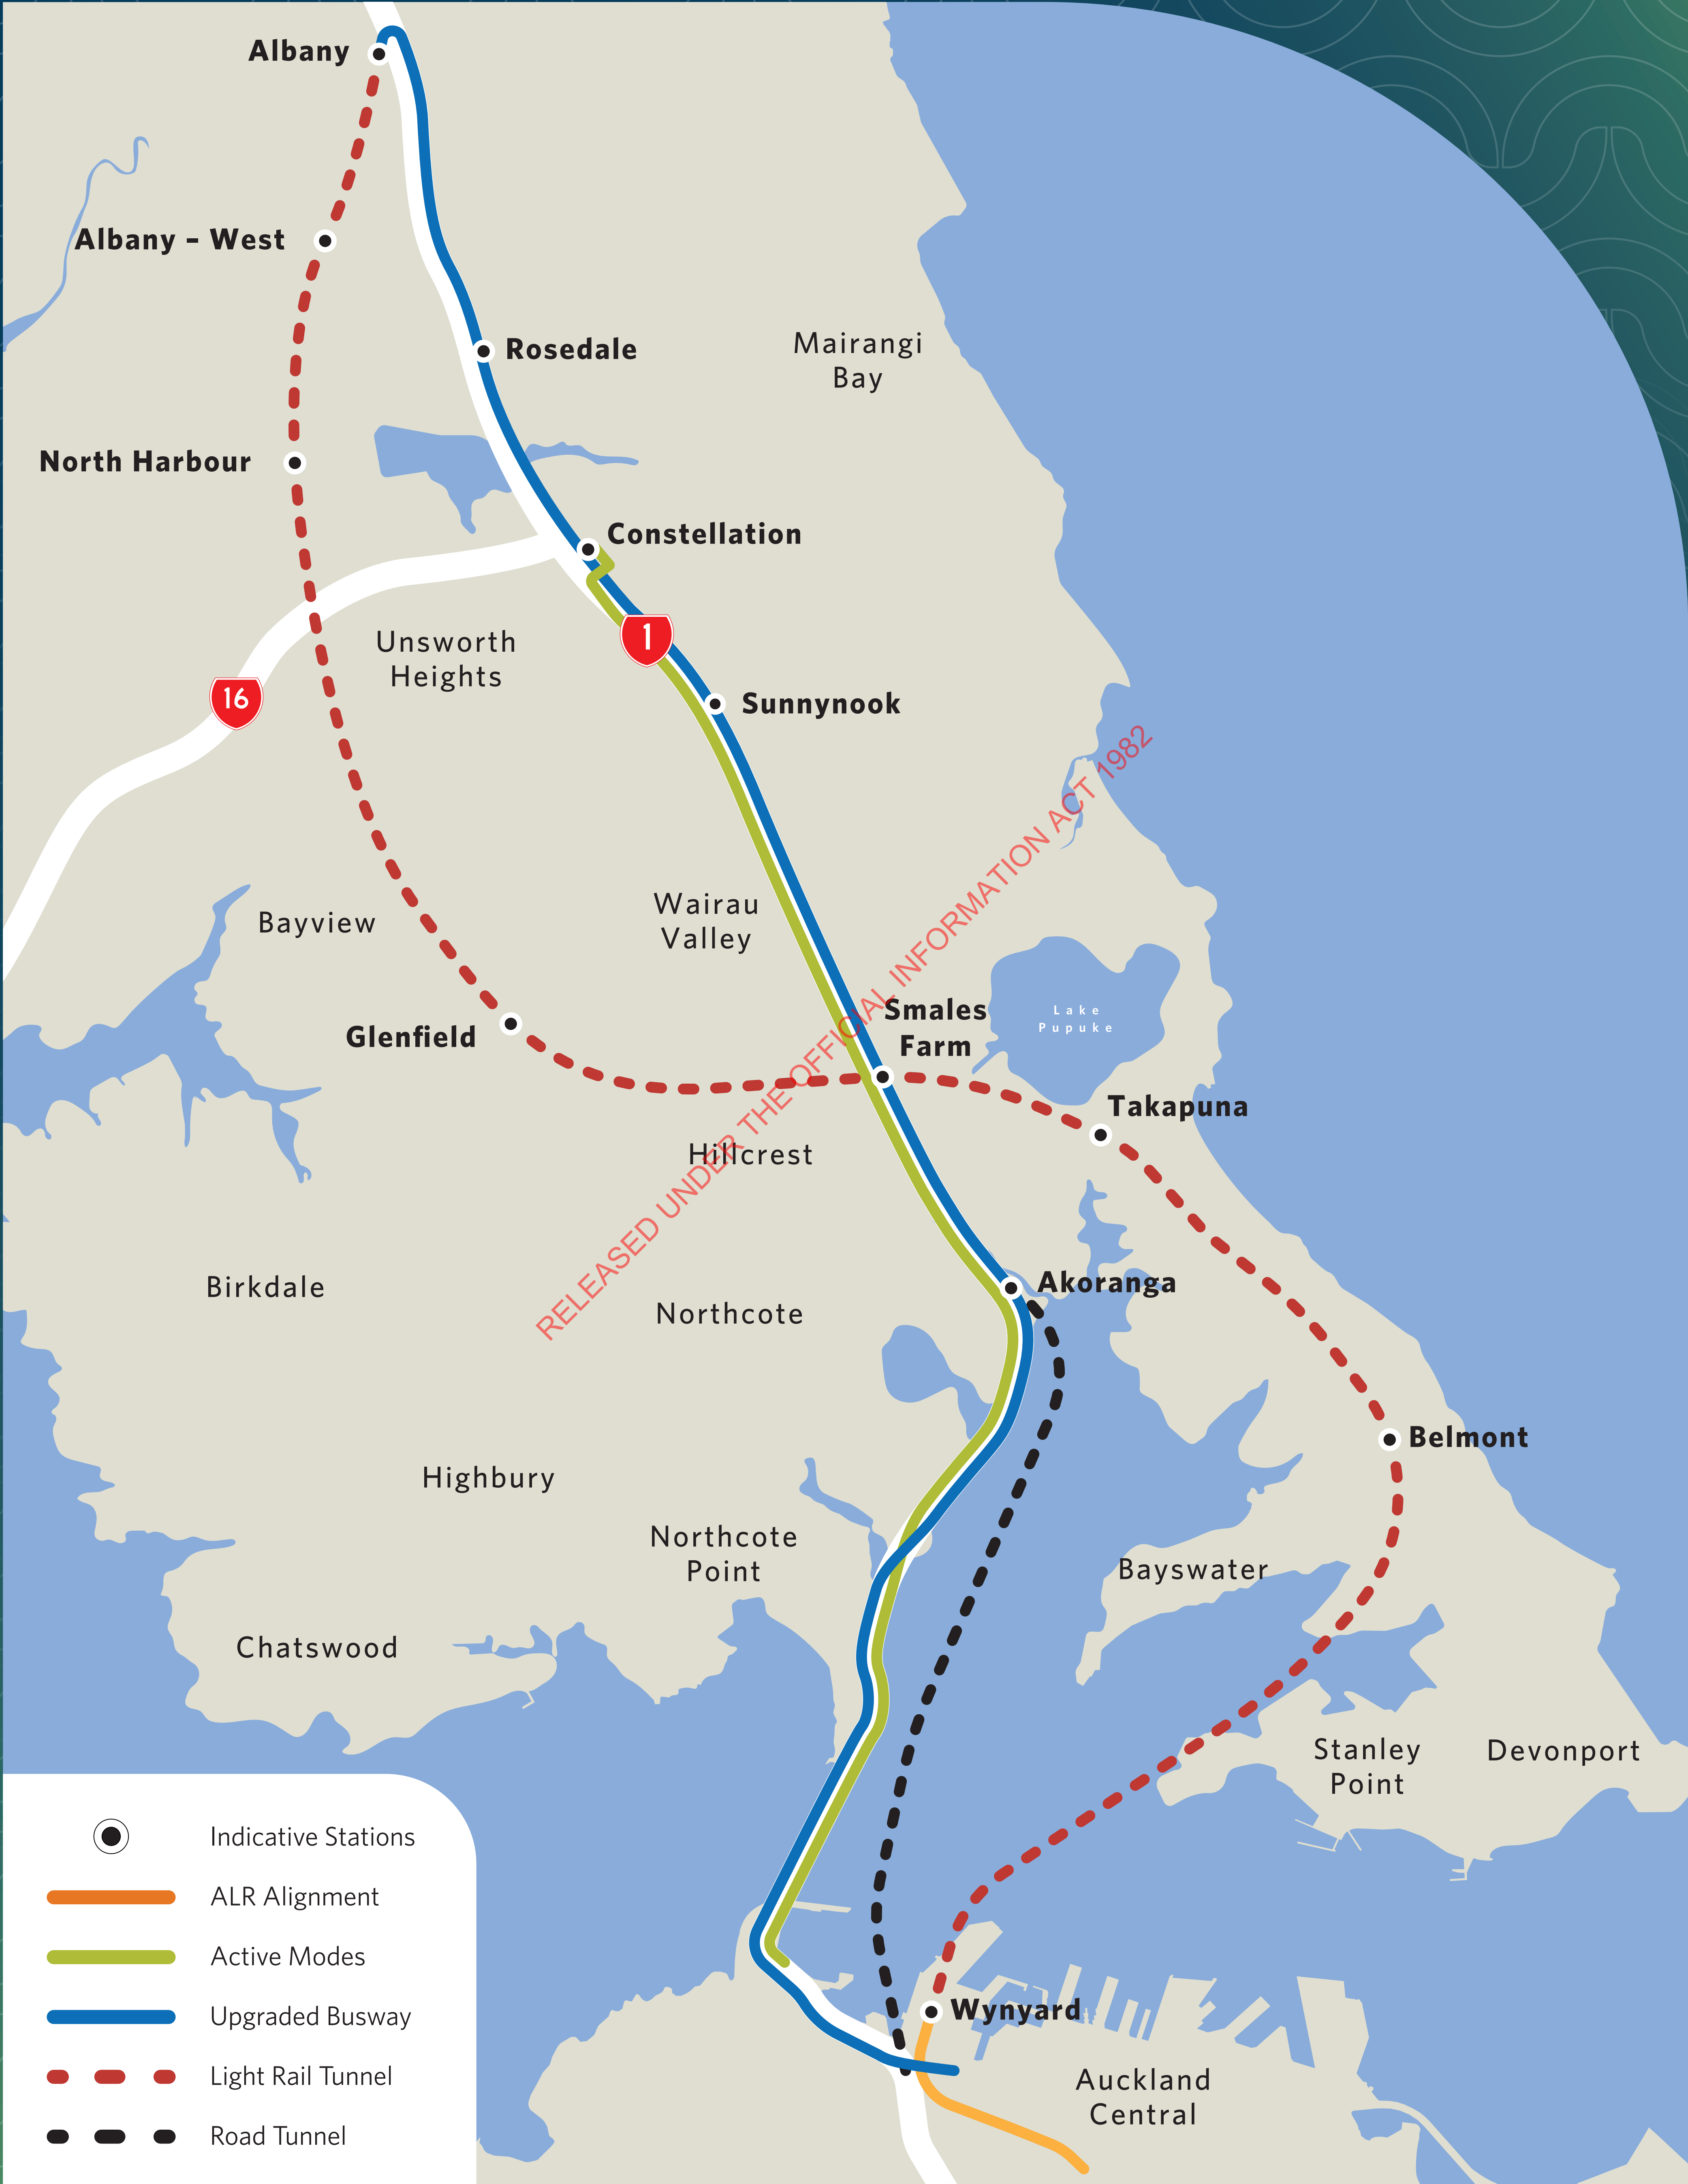 Albany
Albany – West
Rosedale
Mairangi
Bay
North Harbour
Constellation
1
Unsworth
Heights
16
Sunnynook
RELEASED UNDER THE OFFICIAL INFORMATION ACT 1982
Bayview
Wairau
Valley
Smales
Farm
Lake
Pupuke
Glenfield
Takapuna
Hillcrest
Akoranga
Birkdale
Northcote
Belmont
Highbury
Northcote
Point
Bayswater
Chatswood
Stanley
Point
Devonport
Wynyard
Auckland
Central
Indicative Stations
ALR Alignment
Active Modes
Upgraded Busway
Light Rail Tunnel
Road Tunnel